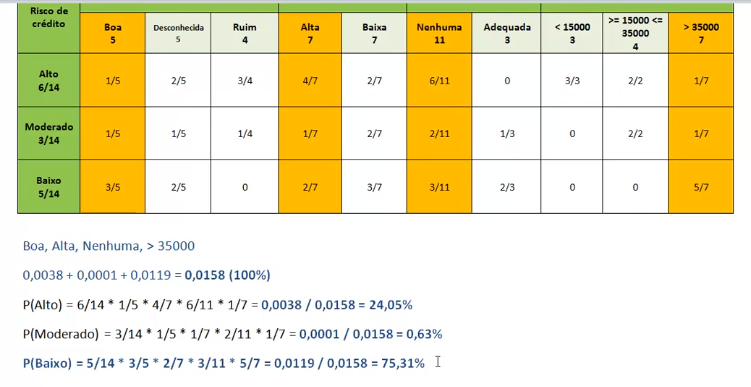 Risco de crédito Boa 5 Desconhecida 5 Ruim 4 Alta 7 Baixa 7 Nenhuma 11 Adequada 3 < 15000 3 >= 15000 <= 35000 4 > 35000 7
Alto 6/14 1/5 2/5 3/4 4/7 2/7 6/11 0 3/3 2/2 1/7
Moderado 3/14 1/5 1/5 1/4 1/7 2/7 2/11 1/3 0 2/2 1/7
Baixo 5/14 3/5 2/5 0 2/7 3/7 3/11 2/3 0 0 5/7
Boa, Alta, Nenhuma, > 35000
0,0038 + 0,0001 + 0,0119 = 0,0158 (100%)
P(Alto) = 6/14 * 1/5 * 4/7 * 6/11 * 1/7 = 0,0038 / 0,0158 = 24,05%
P(Moderado) = 3/14 * 1/5 * 1/7 * 2/11 * 1/7 = 0,0001 / 0,0158 = 0,63%
P(Baixo) = 5/14 * 3/5 * 2/7 * 3/11 * 5/7 = 0,0119 / 0,0158 = 75,31%